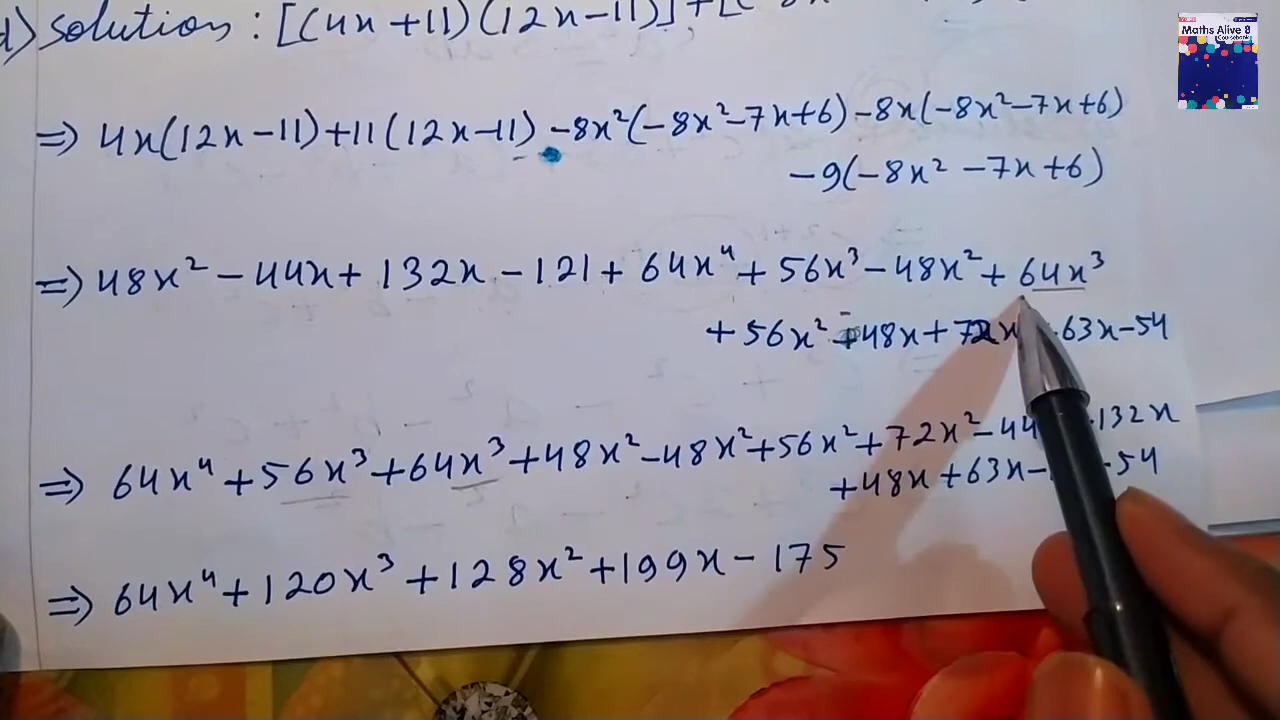 d) Solution : [(4x+11)(12x-11)]+[(-8x
⇒ 4x(12x-11)+11(12x-11) -8x²(-8x²-7x+6)-8x(-8x²-7x+6)
-9(-8x²-7x+6)
⇒ 48x²-44x+132x-121+64x⁴+56x³-48x²+64x³
+56x²-48x+72x 63x-54
⇒ 64x⁴+56x³+64x³+48x²-48x²+56x²+72x²-44 132x
+48x+63x- -54
⇒ 64x⁴+120x³+128x²+199x-175
Maths Alive 8
Coursebook